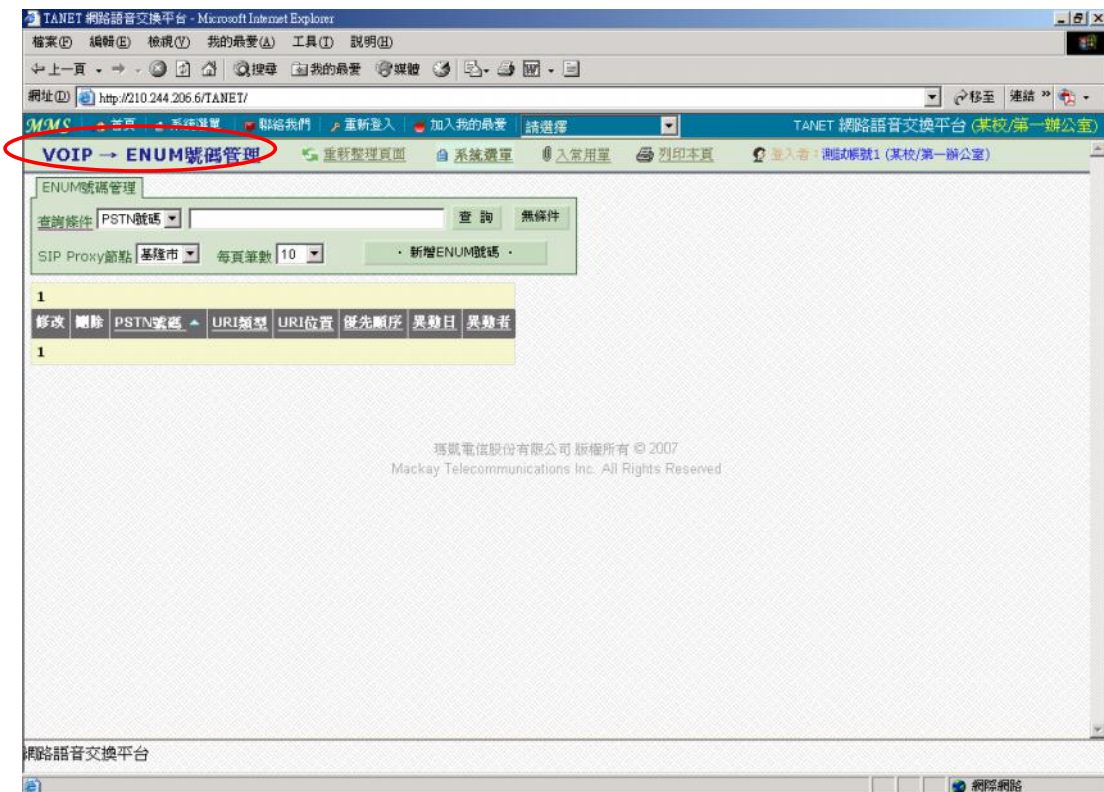 TANET 網路語音交換平台 - Microsoft Internet Explorer
檔案(F) 編輯(E) 檢視(V) 我的最愛(A) 工具(T) 說明(H)
上一頁 搜尋 我的最愛 媒體
網址(D) http://210.244.206.6/TANET/ 移至 連結 »
MMS 首頁 系統選單 聯絡我們 重新登入 加入我的最愛 請選擇 TANET 網路語音交換平台 (某校/第一辦公室)
VOIP → ENUM號碼管理 重新整理頁面 系統選單 入常用單 列印本頁 登入者:測試帳號1 (某校/第一辦公室)
ENUM號碼管理
查詢條件 PSTN號碼 查 詢 無條件
SIP Proxy節點 基隆市 每頁筆數 10 · 新增ENUM號碼 ·
1
修改 刪除 PSTN號碼 URI類型 URI位置 優先順序 異動日 異動者
1
瑪凱電信股份有限公司 版權所有 © 2007
Mackay Telecommunications Inc. All Rights Reserved
網路語音交換平台
網際網路